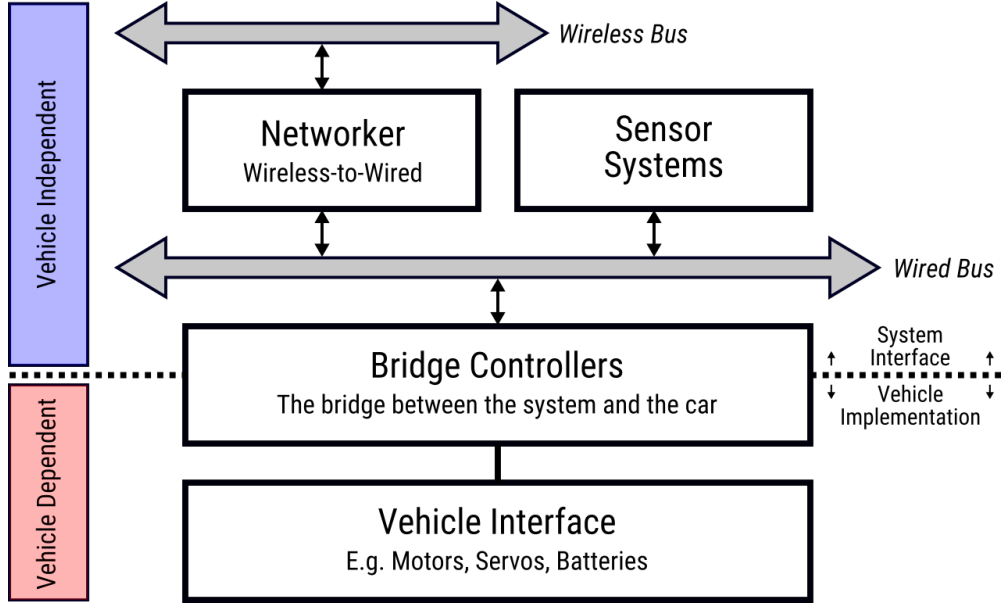 Wireless Bus
Vehicle Independent
Networker
Wireless-to-Wired
Sensor
Systems
Wired Bus
Bridge Controllers
The bridge between the system and the car
System
Interface
Vehicle
Implementation
Vehicle Dependent
Vehicle Interface
E.g. Motors, Servos, Batteries